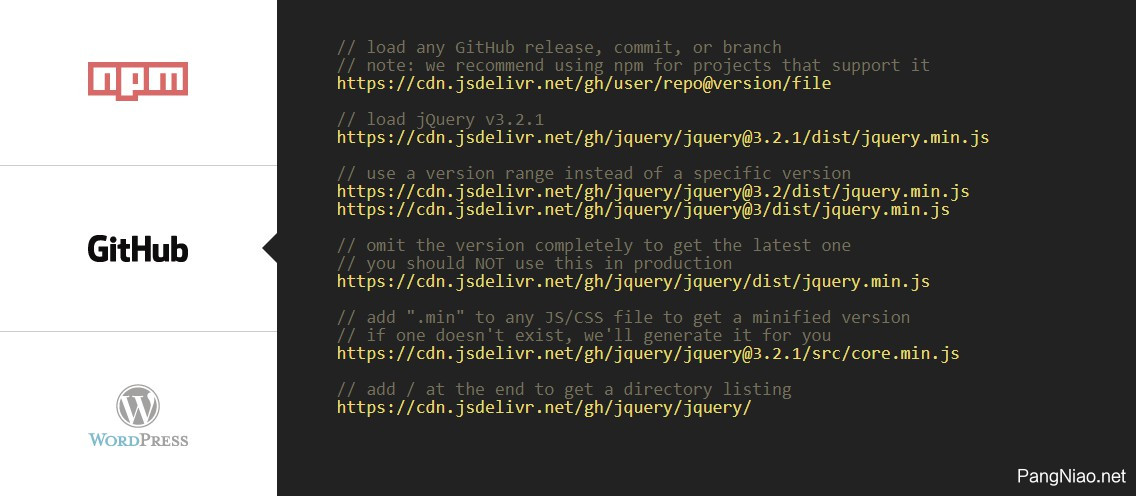 npm
GitHub
W
WORDPRESS
// load any GitHub release, commit, or branch
// note: we recommend using npm for projects that support it
https://cdn.jsdelivr.net/gh/user/repo@version/file
// load jQuery v3.2.1
https://cdn.jsdelivr.net/gh/jquery/jquery@3.2.1/dist/jquery.min.js
// use a version range instead of a specific version
https://cdn.jsdelivr.net/gh/jquery/jquery@3.2/dist/jquery.min.js
https://cdn.jsdelivr.net/gh/jquery/jquery@3/dist/jquery.min.js
// omit the version completely to get the latest one
// you should NOT use this in production
https://cdn.jsdelivr.net/gh/jquery/jquery/dist/jquery.min.js
// add ".min" to any JS/CSS file to get a minified version
// if one doesn't exist, we'll generate it for you
https://cdn.jsdelivr.net/gh/jquery/jquery@3.2.1/src/core.min.js
// add / at the end to get a directory listing
https://cdn.jsdelivr.net/gh/jquery/jquery/
PangNiao.net